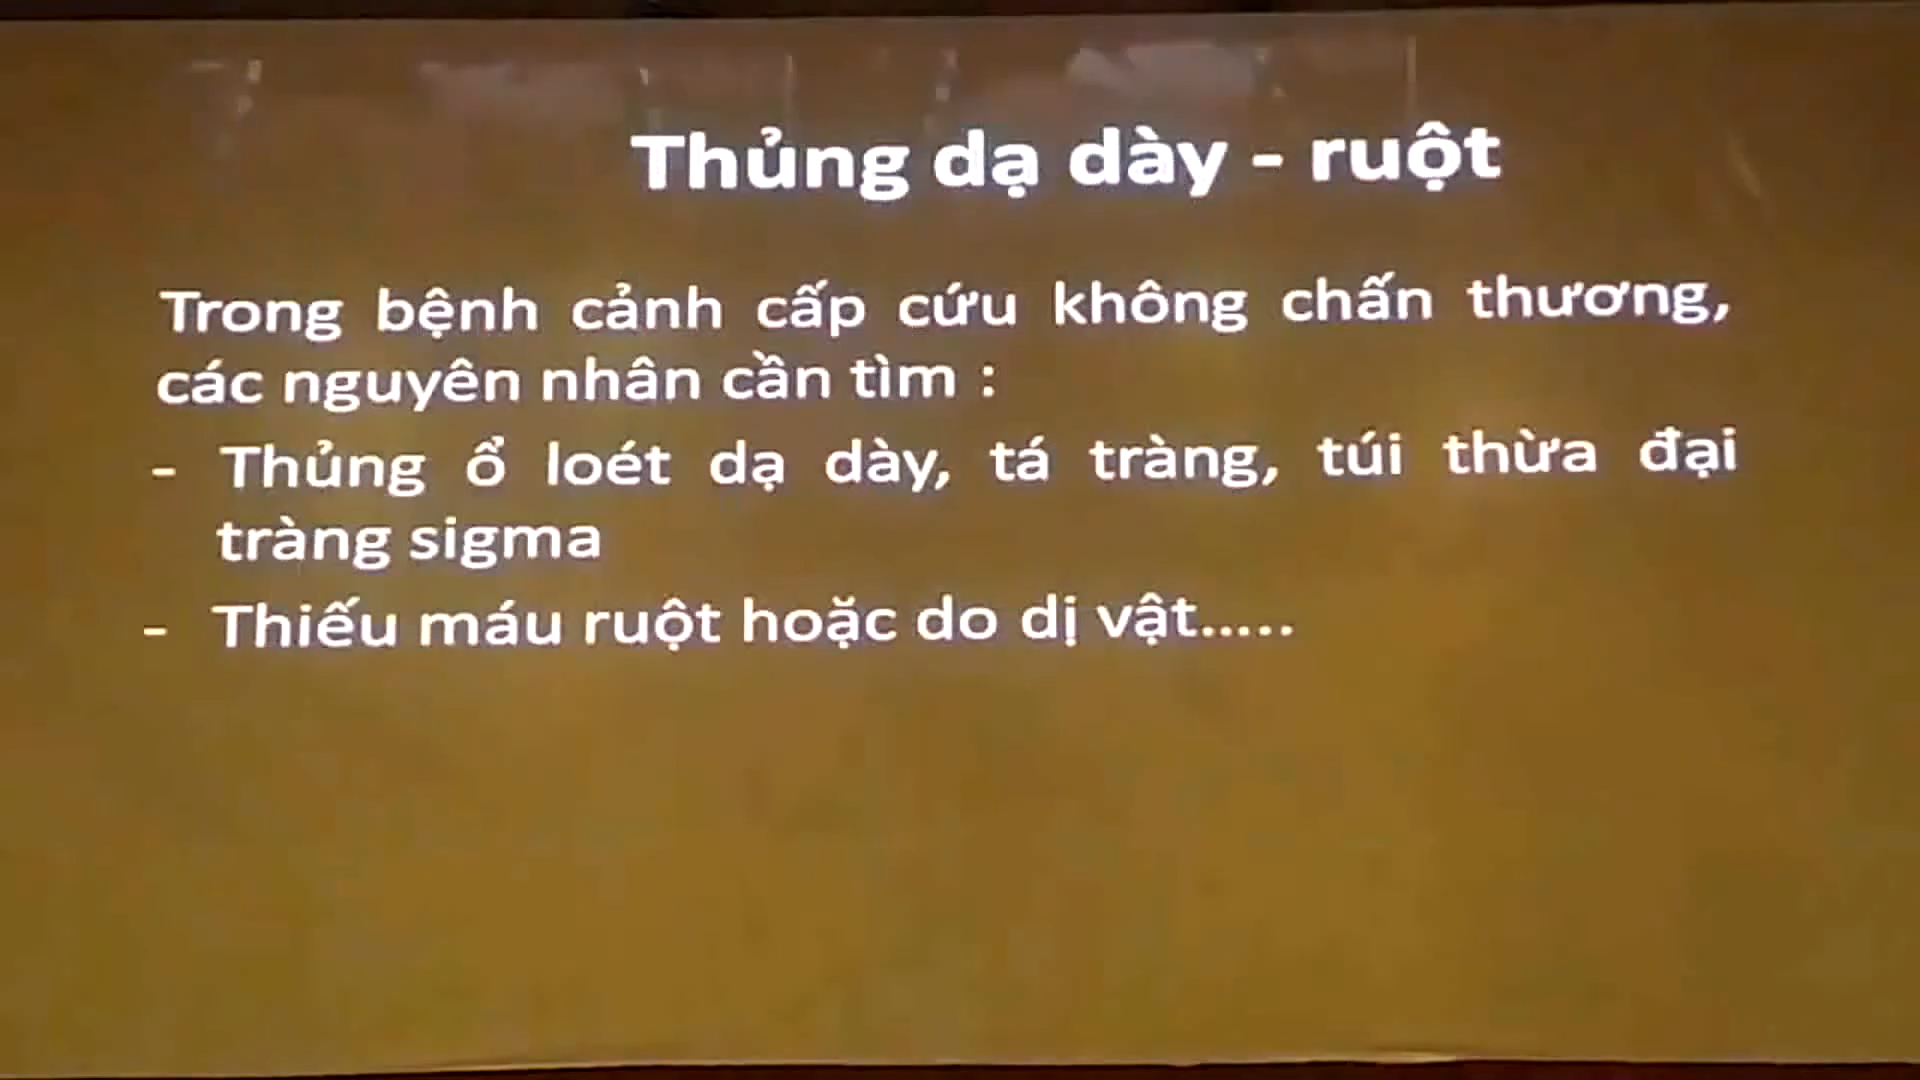 Thủng dạ dày - ruột
Trong bệnh cảnh cấp cứu không chấn thương,
các nguyên nhân cần tìm :
- Thủng ổ loét dạ dày, tá tràng, túi thừa đại
tràng sigma
- Thiếu máu ruột hoặc do dị vật.....